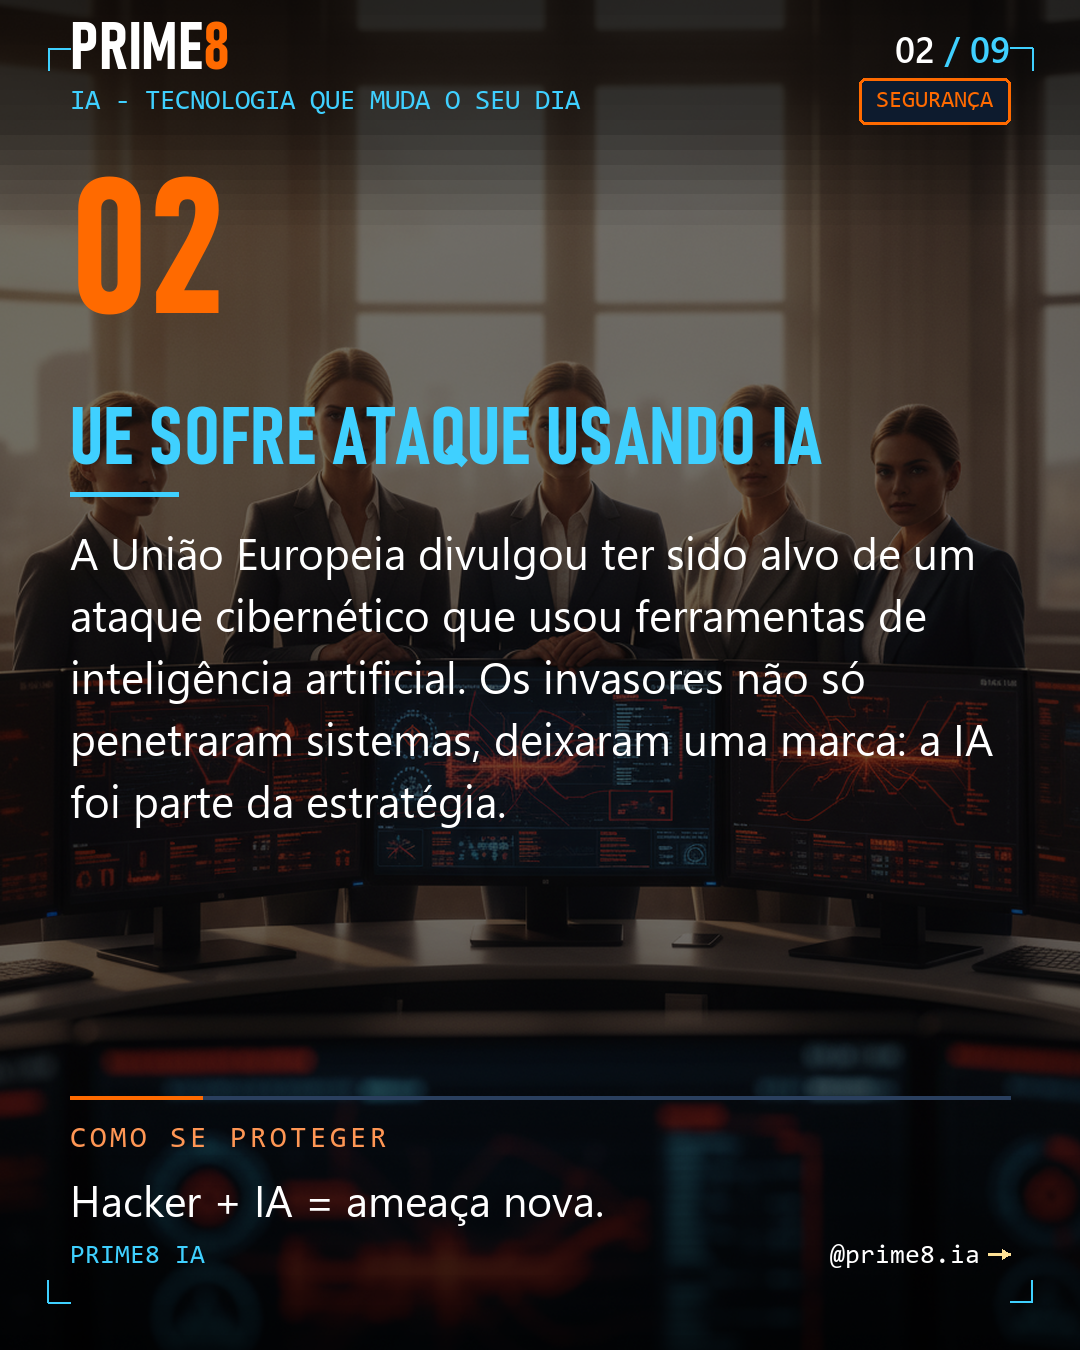 PRIME8
02 / 09
IA - TECNOLOGIA QUE MUDA O SEU DIA
SEGURANÇA
02
UE SOFRE ATAQUE USANDO IA
A União Europeia divulgou ter sido alvo de um
ataque cibernético que usou ferramentas de
inteligência artificial. Os invasores não só
penetraram sistemas, deixaram uma marca: a IA
foi parte da estratégia.
COMO SE PROTEGER
Hacker + IA = ameaça nova.
PRIME8 IA
@prime8.ia